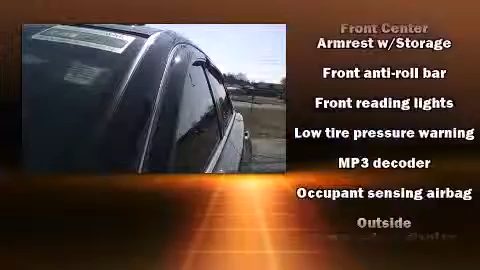 Front Center
Armrest w/Storage
Front anti-roll bar
Front reading lights
Low tire pressure warning
MP3 decoder
Occupant sensing airbag
Outside